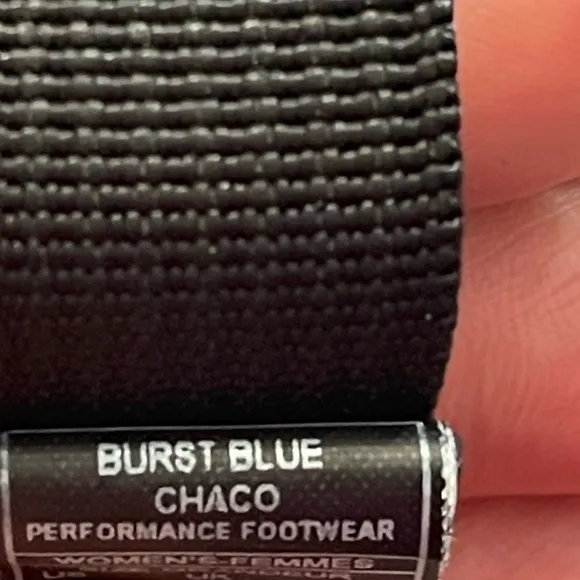 BURST BLUE
CHACO
PERFORMANCE FOOTWEAR
WOMEN'S-FEMMES